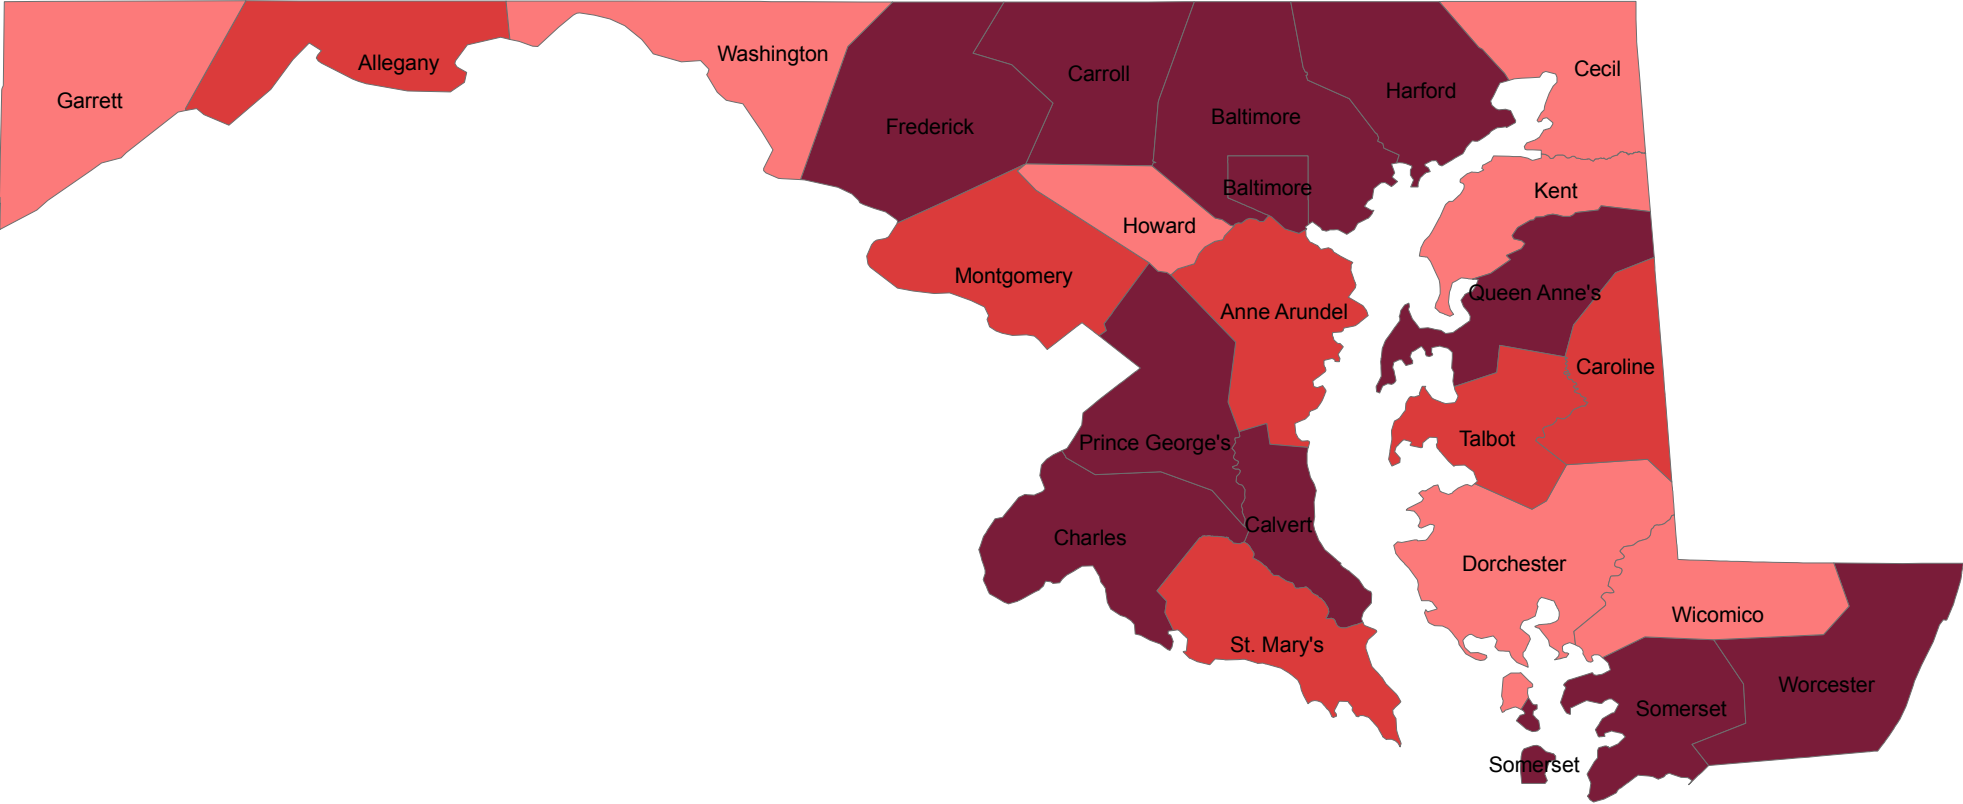 Garrett
Allegany
Washington
Frederick
Carroll
Baltimore
Baltimore
Harford
Cecil
Kent
Howard
Montgomery
Anne Arundel
Queen Anne's
Caroline
Talbot
Prince George's
Charles
Calvert
St. Mary's
Dorchester
Wicomico
Worcester
Somerset
Somerset